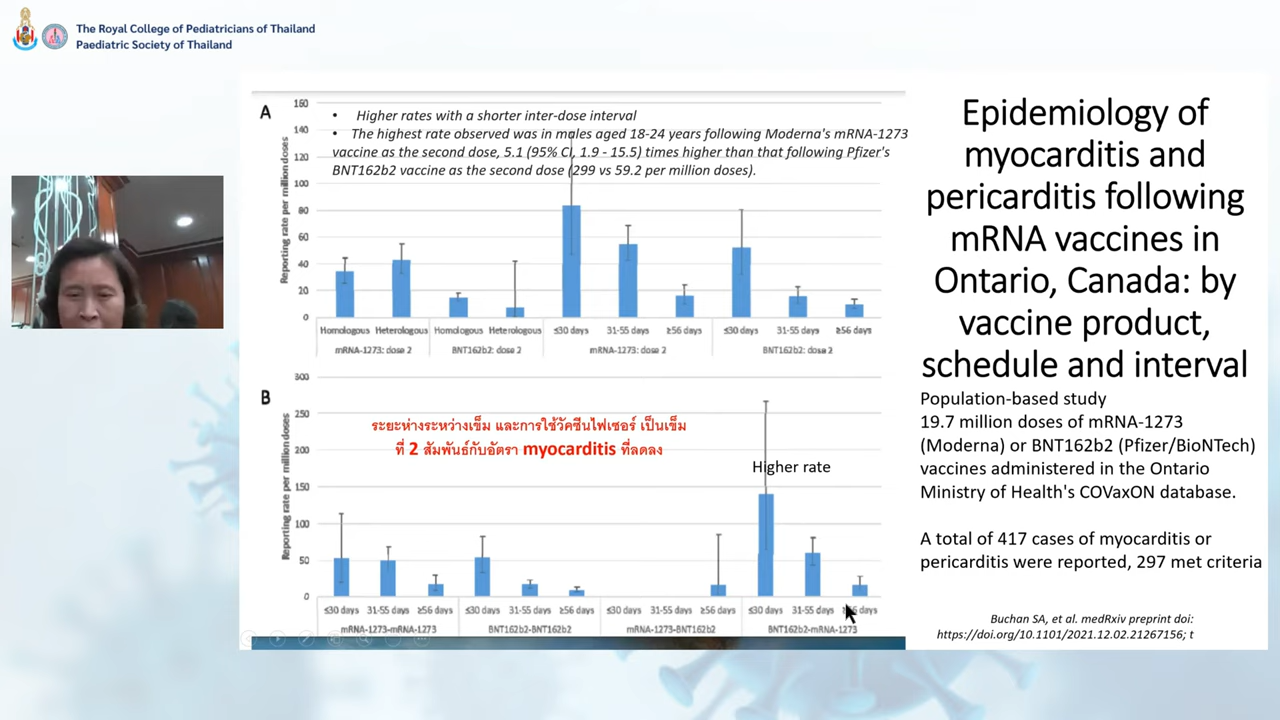 The Royal College of Pediatricians of Thailand
Paediatric Society of Thailand
A
• Higher rates with a shorter inter-dose interval
• The highest rate observed was in males aged 18-24 years following Moderna's mRNA-1273
vaccine as the second dose, 5.1 (95% CI, 1.9 - 15.5) times higher than that following Pfizer's
BNT162b2 vaccine as the second dose (299 vs 59.2 per million doses).
Reporting rate per million doses
160
140
120
100
80
60
40
20
0
Homologous Heterologous Homologous Heterologous ≤30 days 31-55 days ≥56 days ≤30 days 31-55 days ≥56 days
mRNA-1273: dose 2 BNT162b2: dose 2 mRNA-1273: dose 2 BNT162b2: dose 2
B
ระยะห่างระหว่างเข็ม และการใช้วัคซีนไฟเซอร์ เป็นเข็ม
ที่ 2 สัมพันธ์กับอัตรา myocarditis ที่ลดลง
Higher rate
Reporting rate per million doses
300
250
200
150
100
50
0
≤30 days 31-55 days ≥56 days ≤30 days 31-55 days ≥56 days ≤30 days 31-55 days ≥56 days ≤30 days 31-55 days days
mRNA-1273-mRNA-1273 BNT162b2-BNT162b2 mRNA-1273-BNT162b2 BNT162b2-mRNA-1273
Epidemiology of
myocarditis and
pericarditis following
mRNA vaccines in
Ontario, Canada: by
vaccine product,
schedule and interval
Population-based study
19.7 million doses of mRNA-1273
(Moderna) or BNT162b2 (Pfizer/BioNTech)
vaccines administered in the Ontario
Ministry of Health's COVaxON database.
A total of 417 cases of myocarditis or
pericarditis were reported, 297 met criteria
Buchan SA, et al. medRxiv preprint doi:
https://doi.org/10.1101/2021.12.02.21267156; t